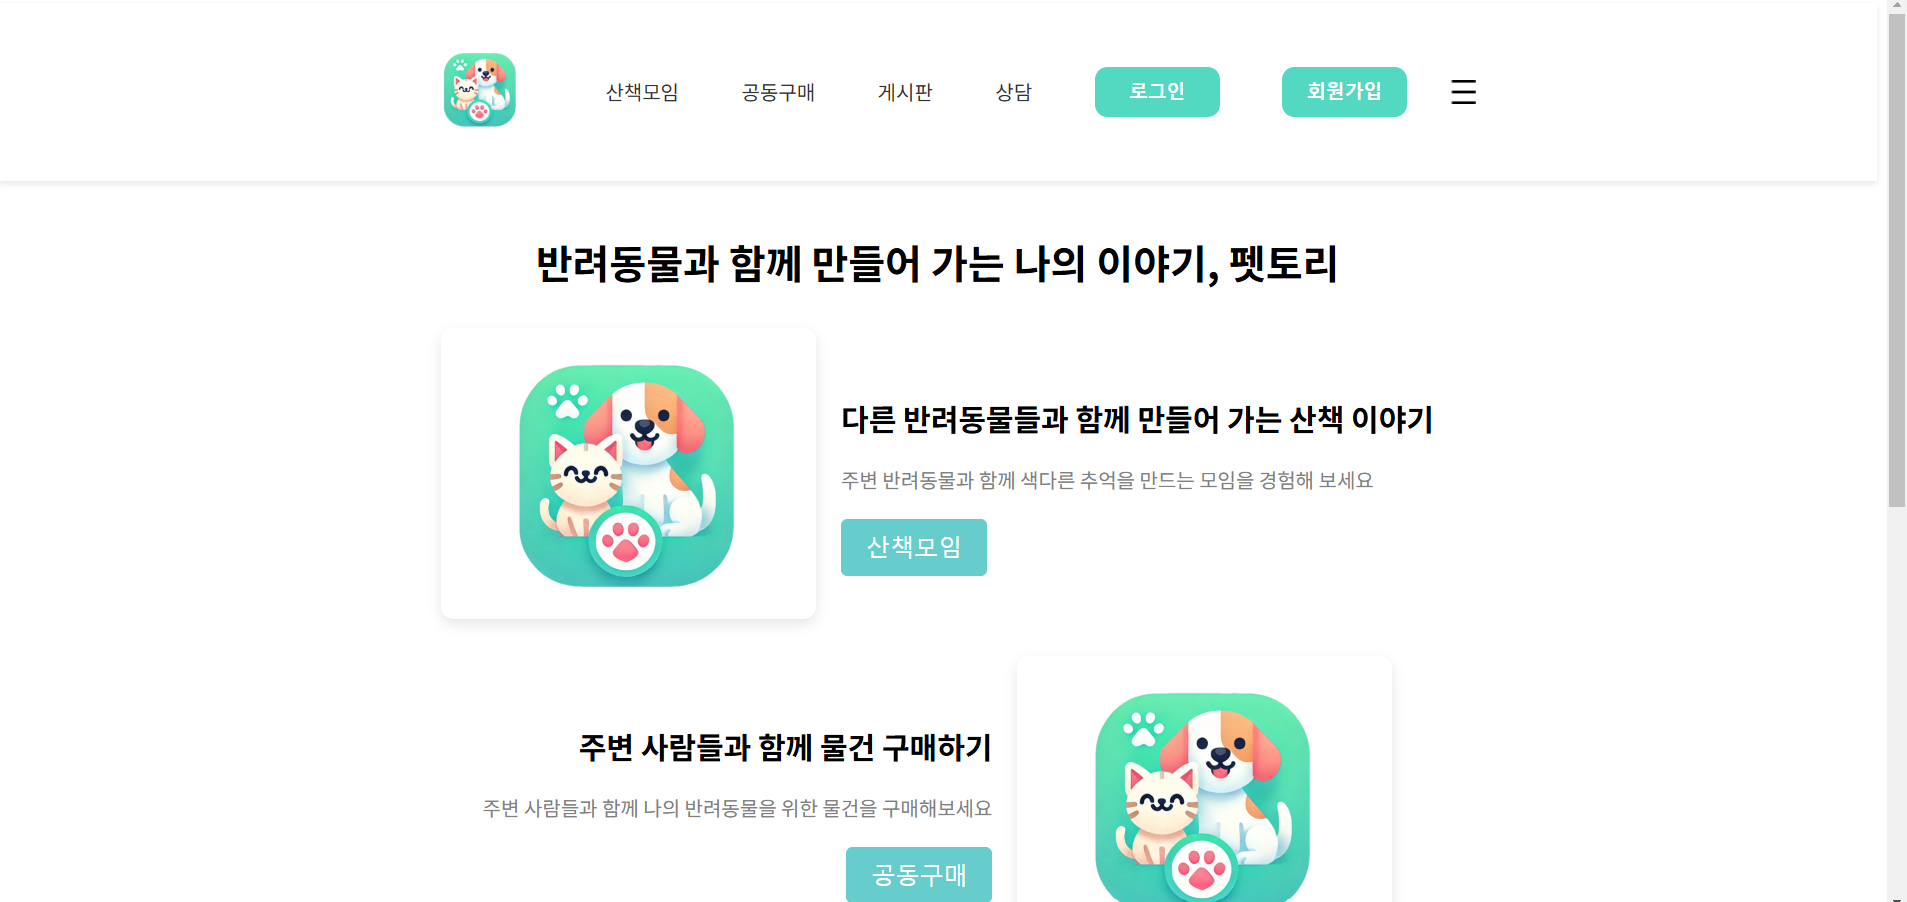 산책모임 공동구매 게시판 상담 로그인 회원가입
반려동물과 함께 만들어 가는 나의 이야기, 펫토리
다른 반려동물들과 함께 만들어 가는 산책 이야기
주변 반려동물과 함께 색다른 추억을 만드는 모임을 경험해 보세요
산책모임
주변 사람들과 함께 물건 구매하기
주변 사람들과 함께 나의 반려동물을 위한 물건을 구매해보세요
공동구매